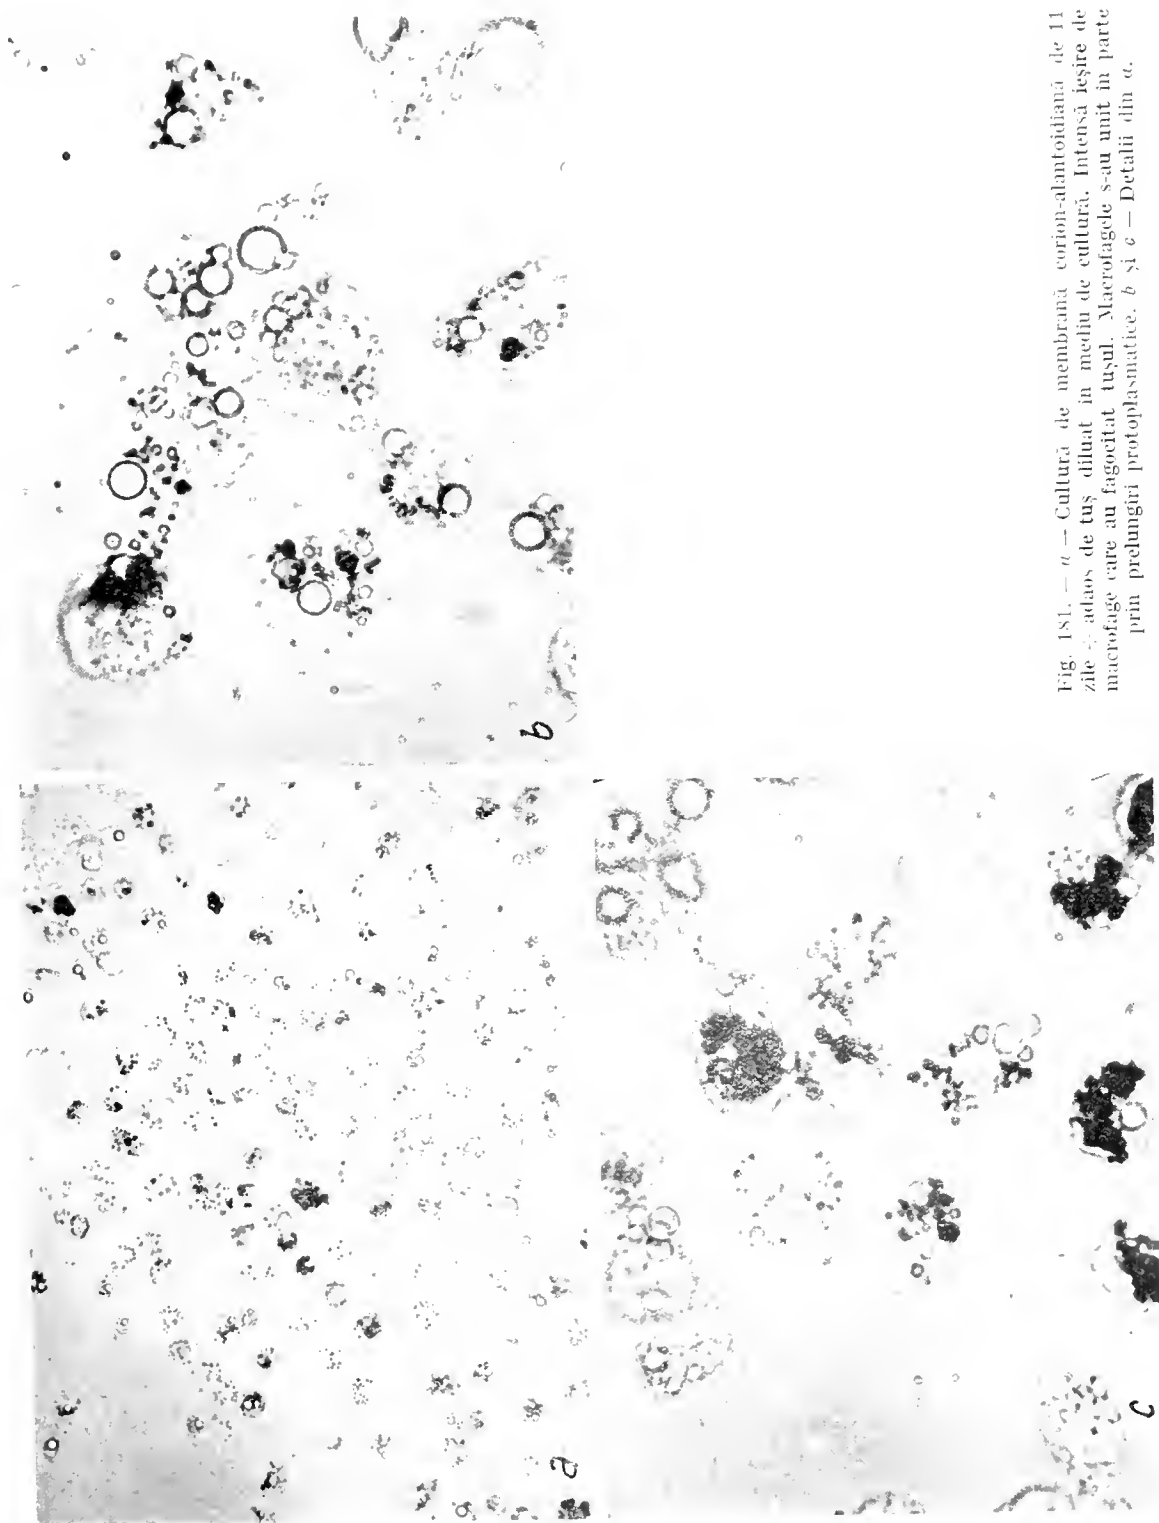 a
b
c
Fig. 181. — a — Cultură de membrană corion-alantoidiană de 11
zile + adaos de tuș diluat în mediu de cultură. Intensă ieșire de
macrofage care au fagocitat tușul. Macrofagele s-au unit în parte
prin prelungiri protoplasmatice. b și c — Detalii din a.